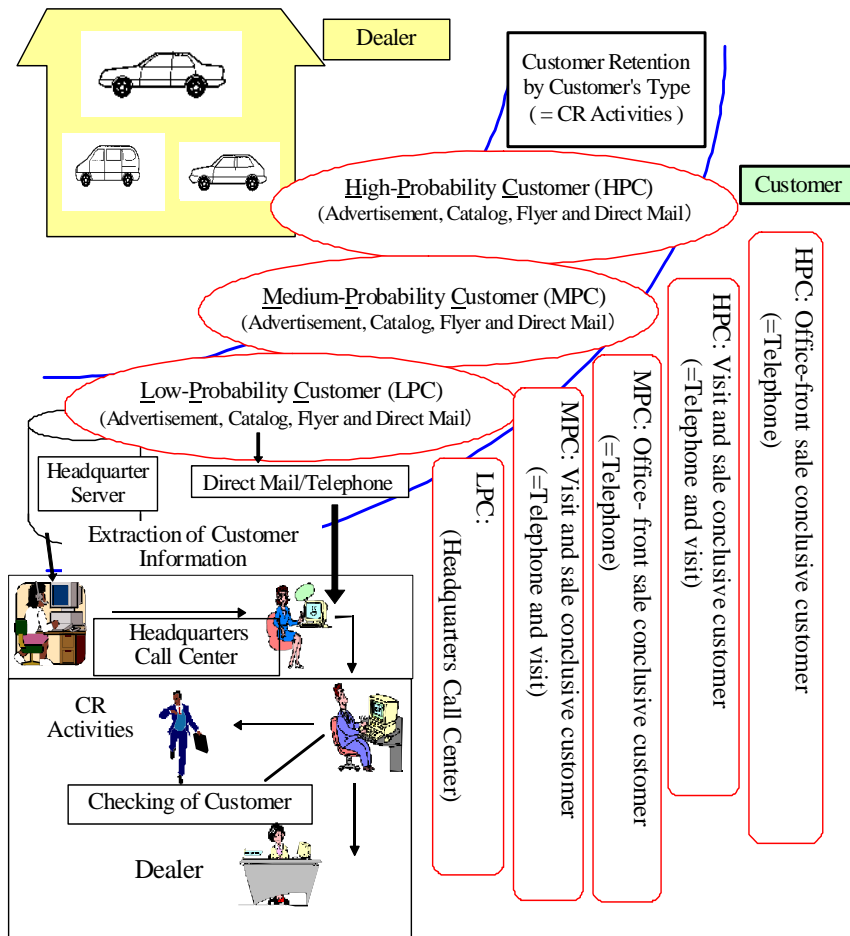 Dealer
Customer Retention
by Customer's Type
( = CR Activities )
High-Probability Customer (HPC)
(Advertisement, Catalog, Flyer and Direct Mail)
Customer
Medium-Probability Customer (MPC)
(Advertisement, Catalog, Flyer and Direct Mail)
Low-Probability Customer (LPC)
(Advertisement, Catalog, Flyer and Direct Mail)
HPC: Office-front sale conclusive customer
(=Telephone)
HPC: Visit and sale conclusive customer
(=Telephone and visit)
MPC: Office- front sale conclusive customer
(=Telephone)
MPC: Visit and sale conclusive customer
(=Telephone and visit)
LPC:
(Headquarters Call Center)
Headquarter
Server
Direct Mail/Telephone
Extraction of Customer
Information
Headquarters
Call Center
CR
Activities
Checking of Customer
Dealer